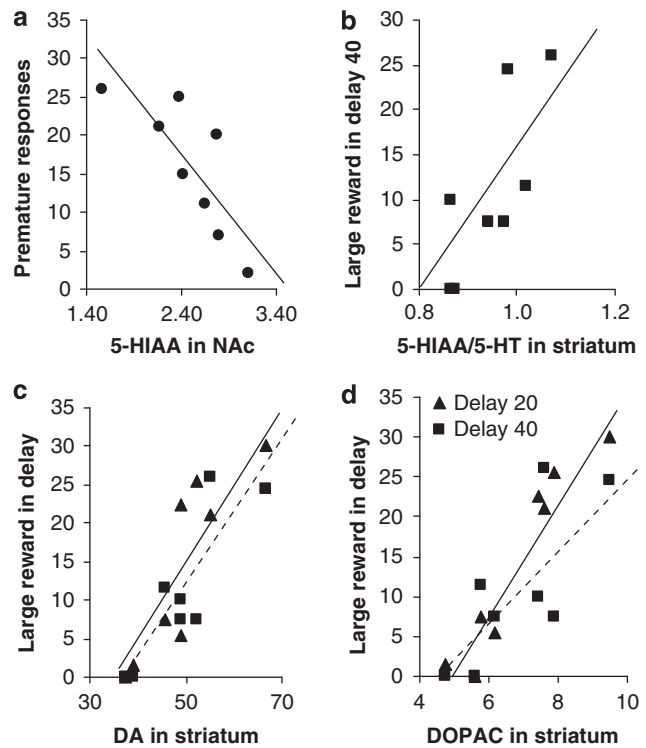 a
35
30
25
20
15
10
5
0
Premature responses
1.40 2.40 3.40
5-HIAA in NAc
b
30
25
20
15
10
5
0
Large reward in delay 40
0.8 1.0 1.2
5-HIAA/5-HT in striatum
c
35
30
25
20
15
10
5
0
Large reward in delay
30 50 70
DA in striatum
d
35
30
25
20
15
10
5
0
Large reward in delay
Delay 20
Delay 40
4 6 8 10
DOPAC in striatum